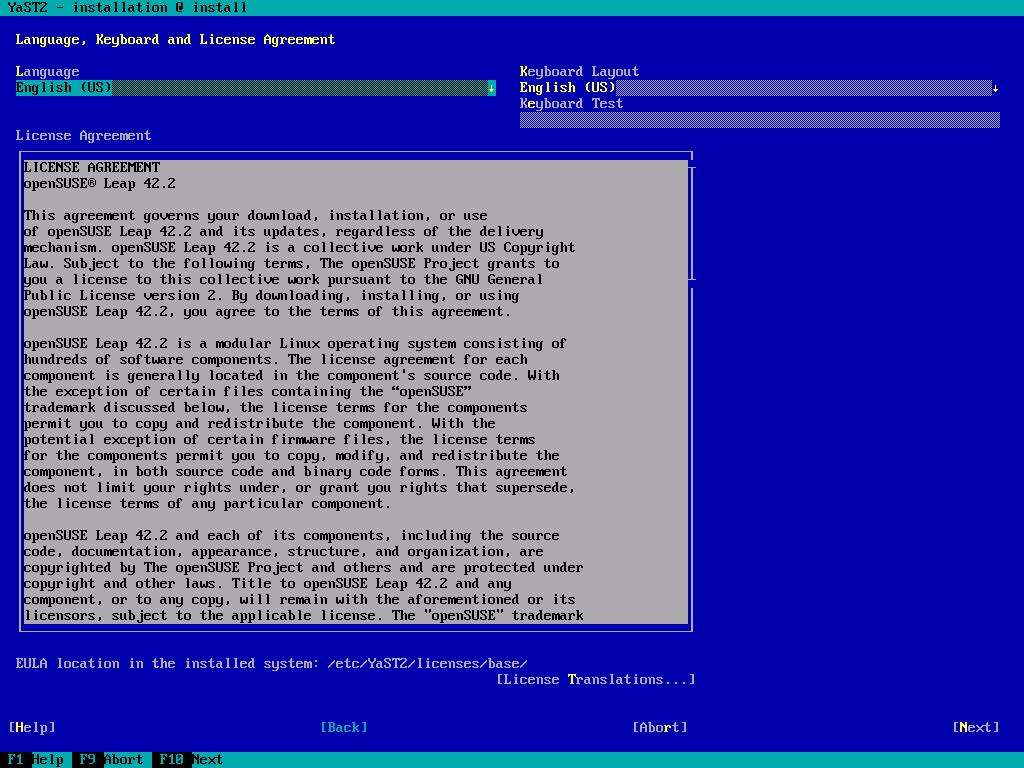 YaST2 - installation @ install
Language, Keyboard and License Agreement
Language
English (US)↓
Keyboard Layout
English (US)↓
Keyboard Test
License Agreement
LICENSE AGREEMENT
openSUSE® Leap 42.2
This agreement governs your download, installation, or use
of openSUSE Leap 42.2 and its updates, regardless of the delivery
mechanism. openSUSE Leap 42.2 is a collective work under US Copyright
Law. Subject to the following terms, The openSUSE Project grants to
you a license to this collective work pursuant to the GNU General
Public License version 2. By downloading, installing, or using
openSUSE Leap 42.2, you agree to the terms of this agreement.
openSUSE Leap 42.2 is a modular Linux operating system consisting of
hundreds of software components. The license agreement for each
component is generally located in the component's source code. With
the exception of certain files containing the “openSUSE”
trademark discussed below, the license terms for the components
permit you to copy and redistribute the component. With the
potential exception of certain firmware files, the license terms
for the components permit you to copy, modify, and redistribute the
component, in both source code and binary code forms. This agreement
does not limit your rights under, or grant you rights that supersede,
the license terms of any particular component.
openSUSE Leap 42.2 and each of its components, including the source
code, documentation, appearance, structure, and organization, are
copyrighted by The openSUSE Project and others and are protected under
copyright and other laws. Title to openSUSE Leap 42.2 and any
component, or to any copy, will remain with the aforementioned or its
licensors, subject to the applicable license. The "openSUSE" trademark
EULA location in the installed system: /etc/YaST2/licenses/base/
[License Translations...]
[Help] [Back] [Abort] [Next]
F1 Help F9 Abort F10 Next